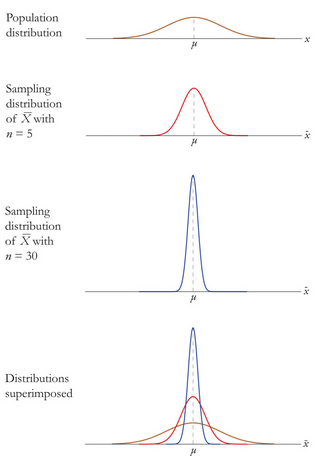 Population
distribution
x
μ
Sampling
distribution
of X̅ with
n = 5
x̄
μ
Sampling
distribution
of X̅ with
n = 30
x̄
μ
Distributions
superimposed
x̄
μ